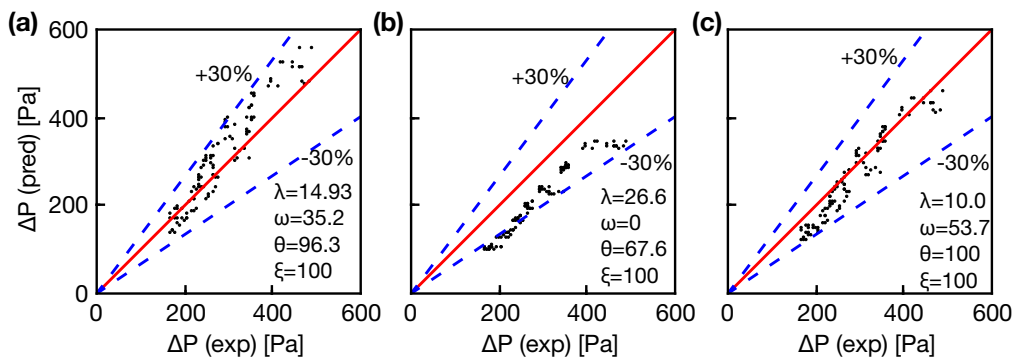 (a)
600
400
200
0
ΔP (pred) [Pa]
+30%
-30%
λ=14.93
ω=35.2
θ=96.3
ξ=100
0 200 400 600
ΔP (exp) [Pa]
(b)
+30%
-30%
λ=26.6
ω=0
θ=67.6
ξ=100
0 200 400 600
ΔP (exp) [Pa]
(c)
+30%
-30%
λ=10.0
ω=53.7
θ=100
ξ=100
0 200 400 600
ΔP (exp) [Pa]